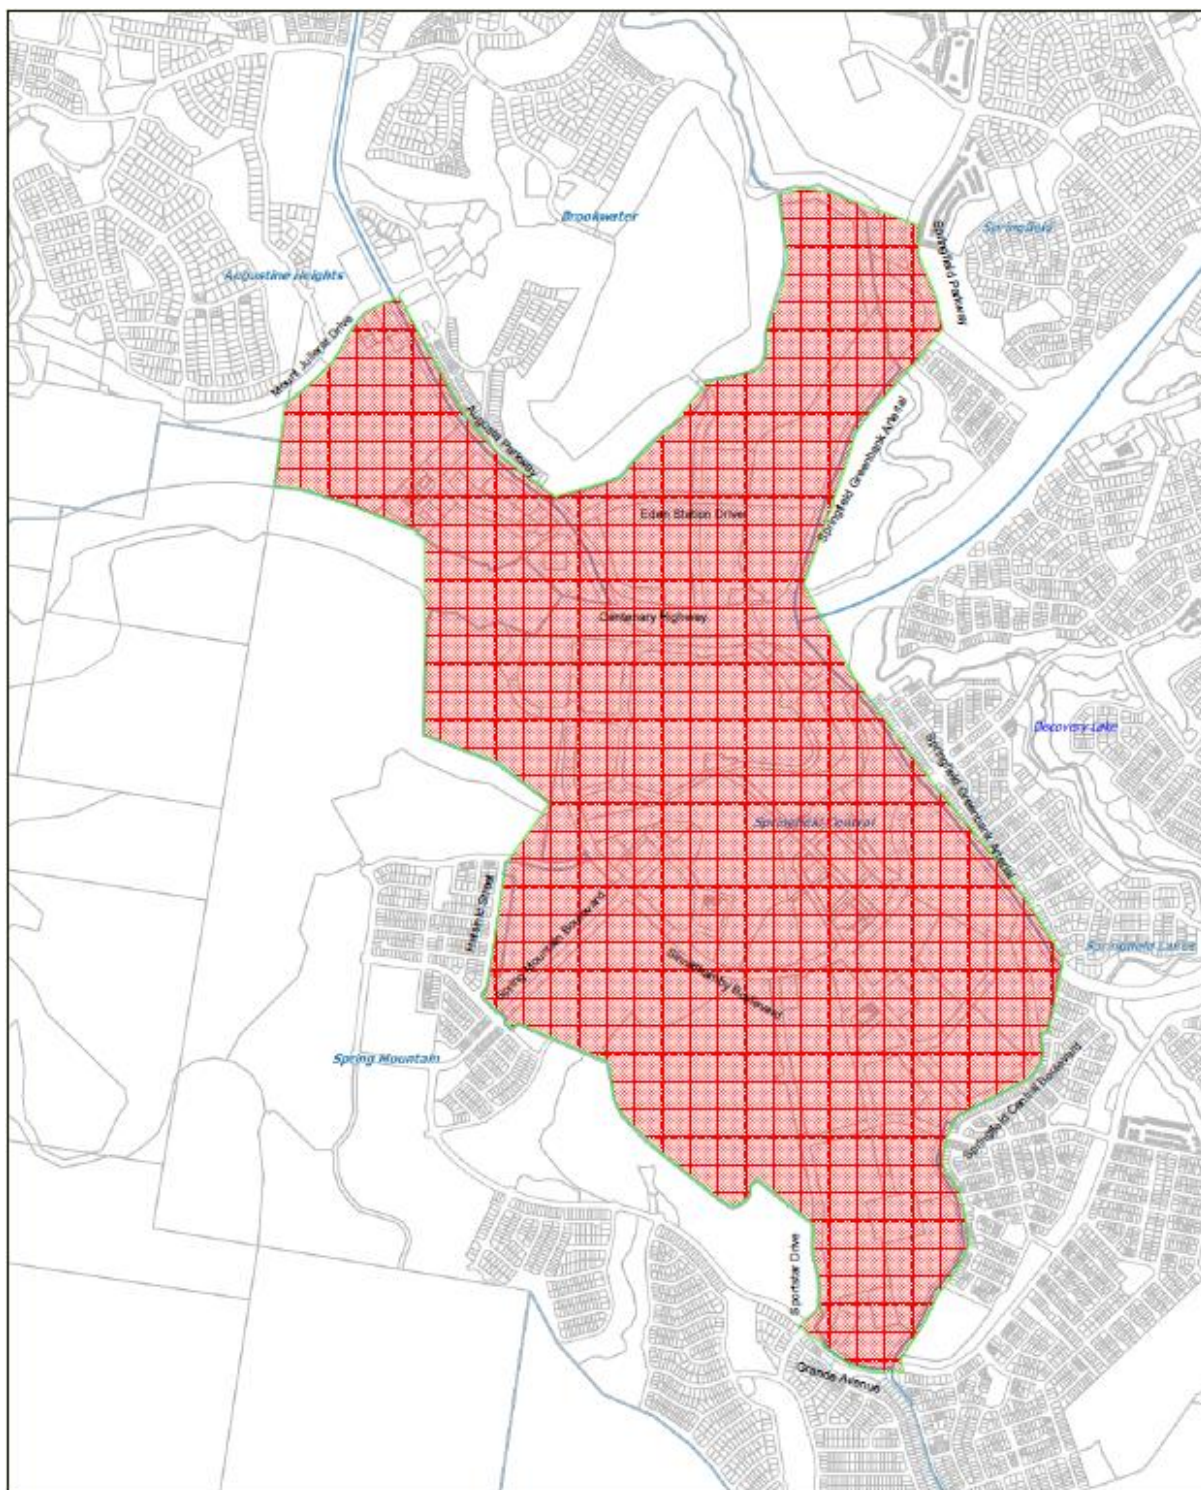 Brookwater
Springfield
Springfield Parkway
Augustine Heights
Mount Juillerat Drive
Augusta Parkway
Springfield Greenbank Arterial
Eden Station Drive
Centenary Highway
Discovery Lake
Springfield Greenbank Arterial
Springfield Central
Spring Mountain Boulevard
Springfield Lakes
Sinnathamby Boulevard
Spring Mountain
Springfield Central Boulevard
Sportstar Drive
Grande Avenue